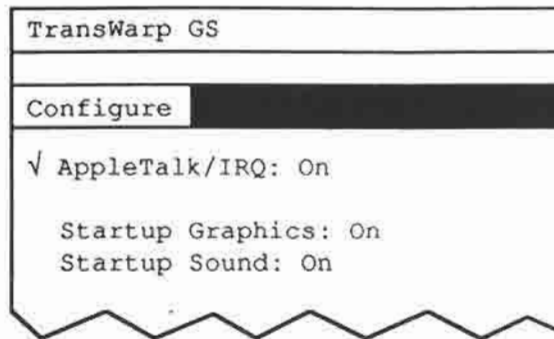 TransWarp GS
Configure
√ AppleTalk/IRQ: On
Startup Graphics: On
Startup Sound: On